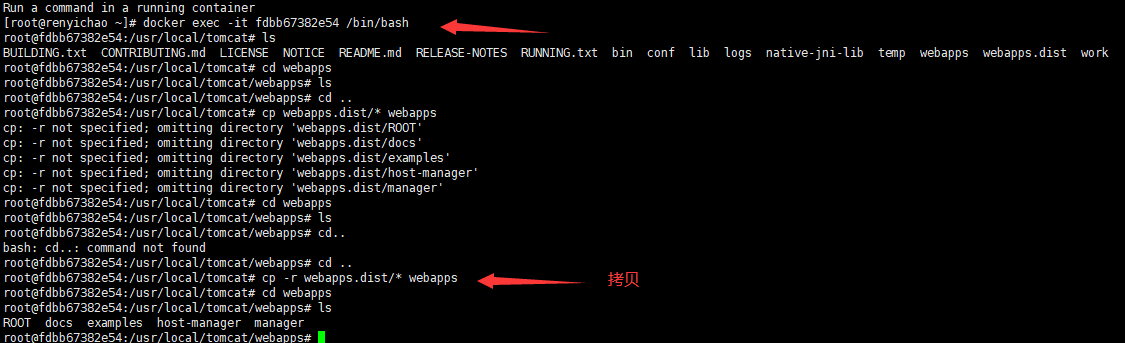 Run a command in a running container
[root@renyichao ~]# docker exec -it fdbb67382e54 /bin/bash
root@fdbb67382e54:/usr/local/tomcat# ls
BUILDING.txt  CONTRIBUTING.md  LICENSE  NOTICE  README.md  RELEASE-NOTES  RUNNING.txt  bin  conf  lib  logs  native-jni-lib  temp  webapps  webapps.dist  work
root@fdbb67382e54:/usr/local/tomcat# cd webapps
root@fdbb67382e54:/usr/local/tomcat/webapps# ls
root@fdbb67382e54:/usr/local/tomcat/webapps# cd ..
root@fdbb67382e54:/usr/local/tomcat# cp webapps.dist/* webapps
cp: -r not specified; omitting directory 'webapps.dist/ROOT'
cp: -r not specified; omitting directory 'webapps.dist/docs'
cp: -r not specified; omitting directory 'webapps.dist/examples'
cp: -r not specified; omitting directory 'webapps.dist/host-manager'
cp: -r not specified; omitting directory 'webapps.dist/manager'
root@fdbb67382e54:/usr/local/tomcat# cd webapps
root@fdbb67382e54:/usr/local/tomcat/webapps# ls
root@fdbb67382e54:/usr/local/tomcat/webapps# cd..
bash: cd..: command not found
root@fdbb67382e54:/usr/local/tomcat/webapps# cd ..
root@fdbb67382e54:/usr/local/tomcat# cp -r webapps.dist/* webapps 拷贝
root@fdbb67382e54:/usr/local/tomcat# cd webapps
root@fdbb67382e54:/usr/local/tomcat/webapps# ls
ROOT  docs  examples  host-manager  manager
root@fdbb67382e54:/usr/local/tomcat/webapps#